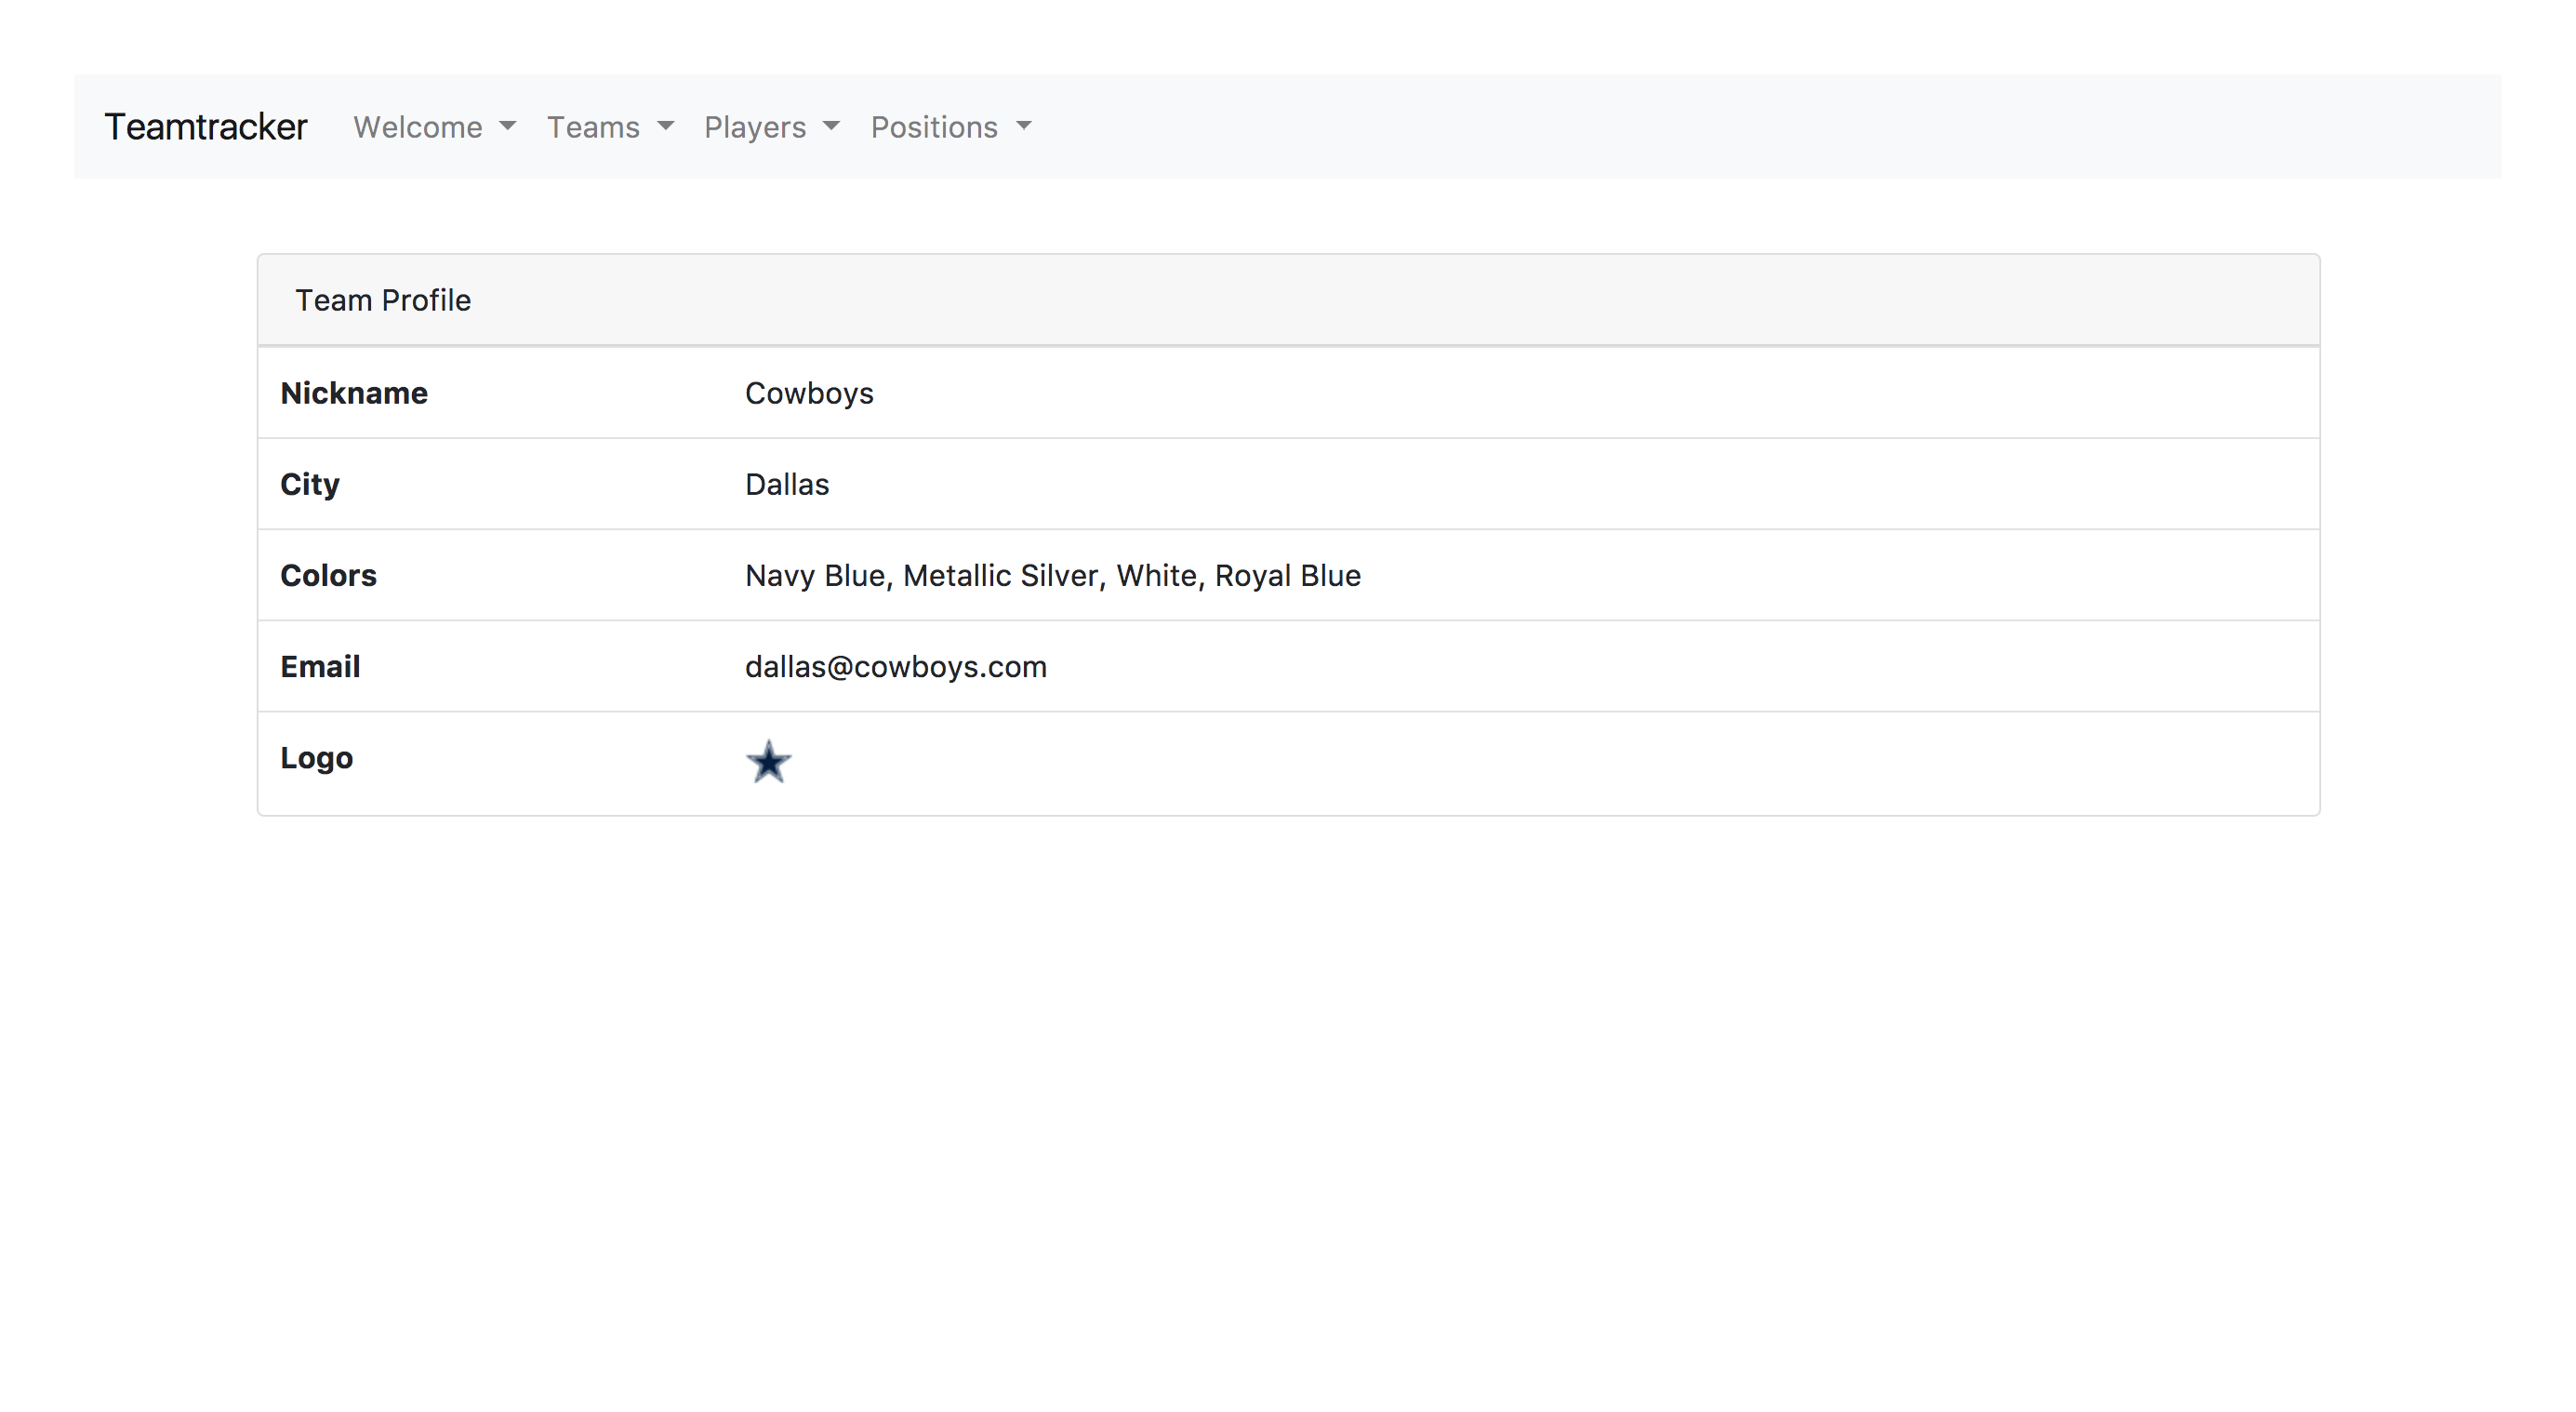 Teamtracker Welcome Teams Players Positions
Team Profile
Nickname Cowboys
City Dallas
Colors Navy Blue, Metallic Silver, White, Royal Blue
Email dallas@cowboys.com
Logo